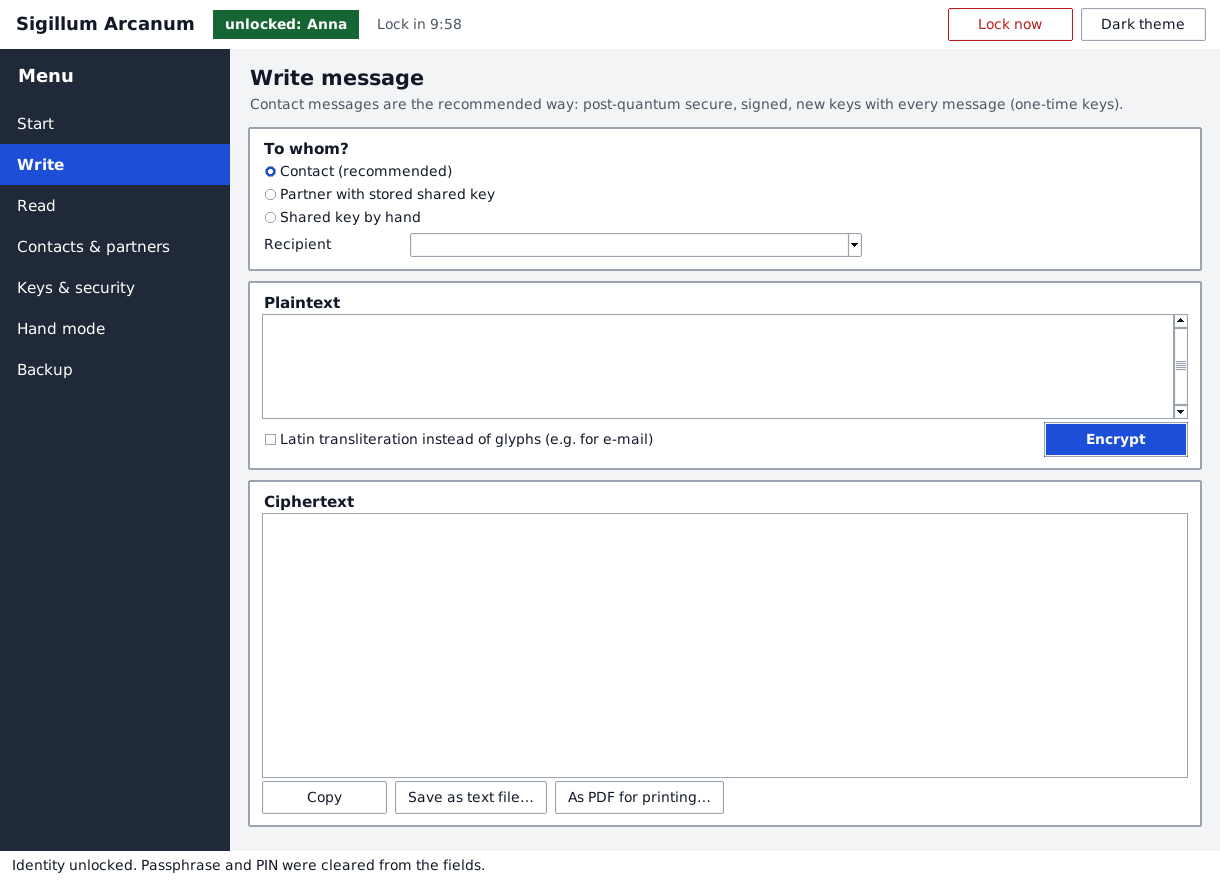 Sigillum Arcanum
unlocked: Anna
Lock in 9:58
Lock now
Dark theme
Menu
Start
Write
Read
Contacts & partners
Keys & security
Hand mode
Backup
Write message
Contact messages are the recommended way: post-quantum secure, signed, new keys with every message (one-time keys).
To whom?
Contact (recommended)
Partner with stored shared key
Shared key by hand
Recipient
Plaintext
Latin transliteration instead of glyphs (e.g. for e-mail)
Encrypt
Ciphertext
Copy
Save as text file…
As PDF for printing…
Identity unlocked. Passphrase and PIN were cleared from the fields.